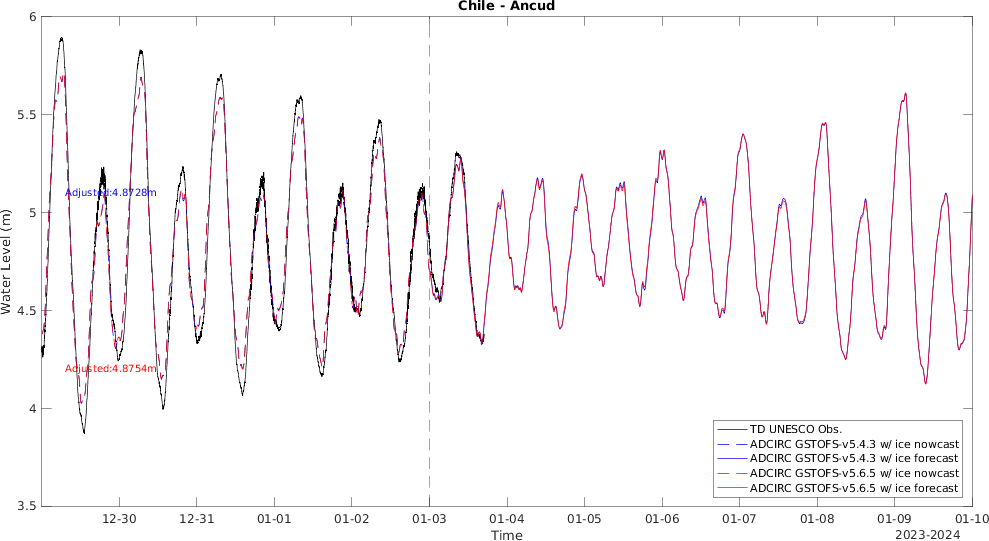 Chile - Ancud
6
5.5
5
4.5
4
3.5
Water Level (m)
Adjusted:4.8728m
Adjusted:4.8754m
TD UNESCO Obs.
ADCIRC GSTOFS-v5.4.3 w/ ice nowcast
ADCIRC GSTOFS-v5.4.3 w/ ice forecast
ADCIRC GSTOFS-v5.6.5 w/ ice nowcast
ADCIRC GSTOFS-v5.6.5 w/ ice forecast
12-30 12-31 01-01 01-02 01-03 01-04 01-05 01-06 01-07 01-08 01-09 01-10
Time
2023-2024